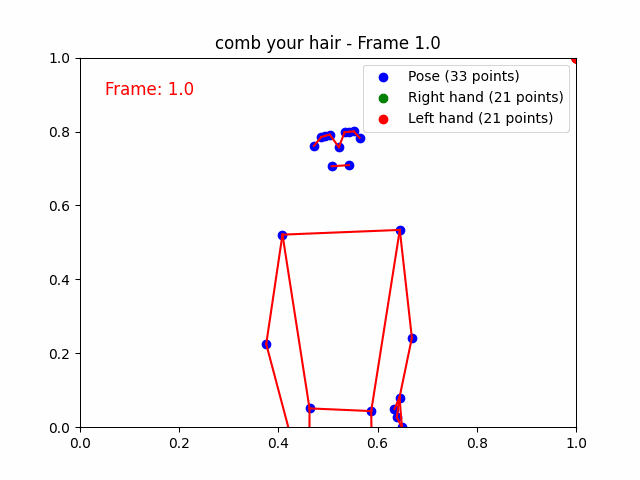 comb your hair - Frame 1.0
Frame: 1.0
Pose (33 points)
Right hand (21 points)
Left hand (21 points)
1.0
0.8
0.6
0.4
0.2
0.0
0.0 0.2 0.4 0.6 0.8 1.0